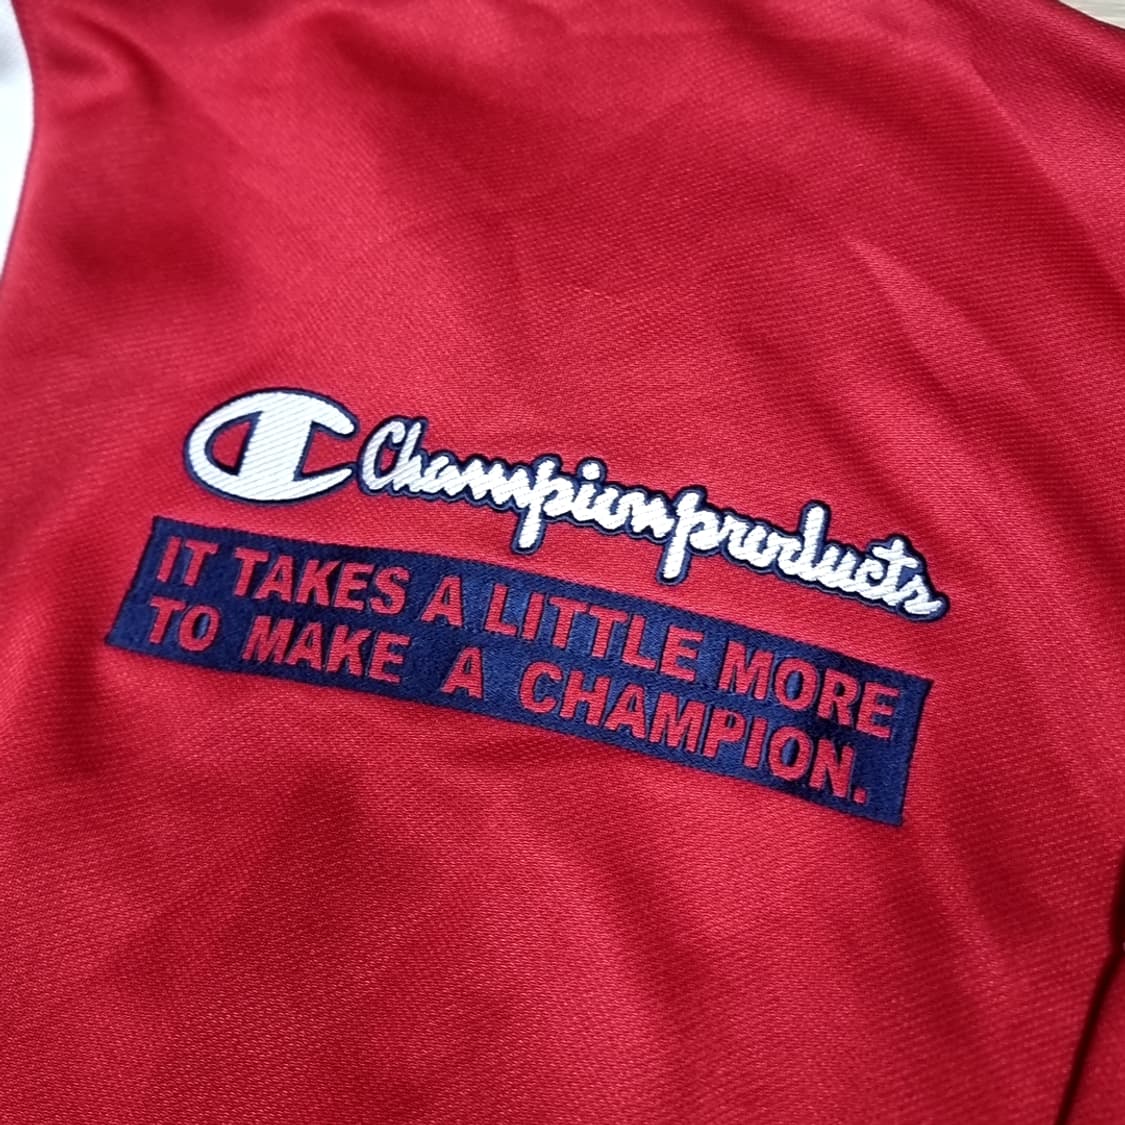 Championproducts
IT TAKES A LITTLE MORE
TO MAKE A CHAMPION.